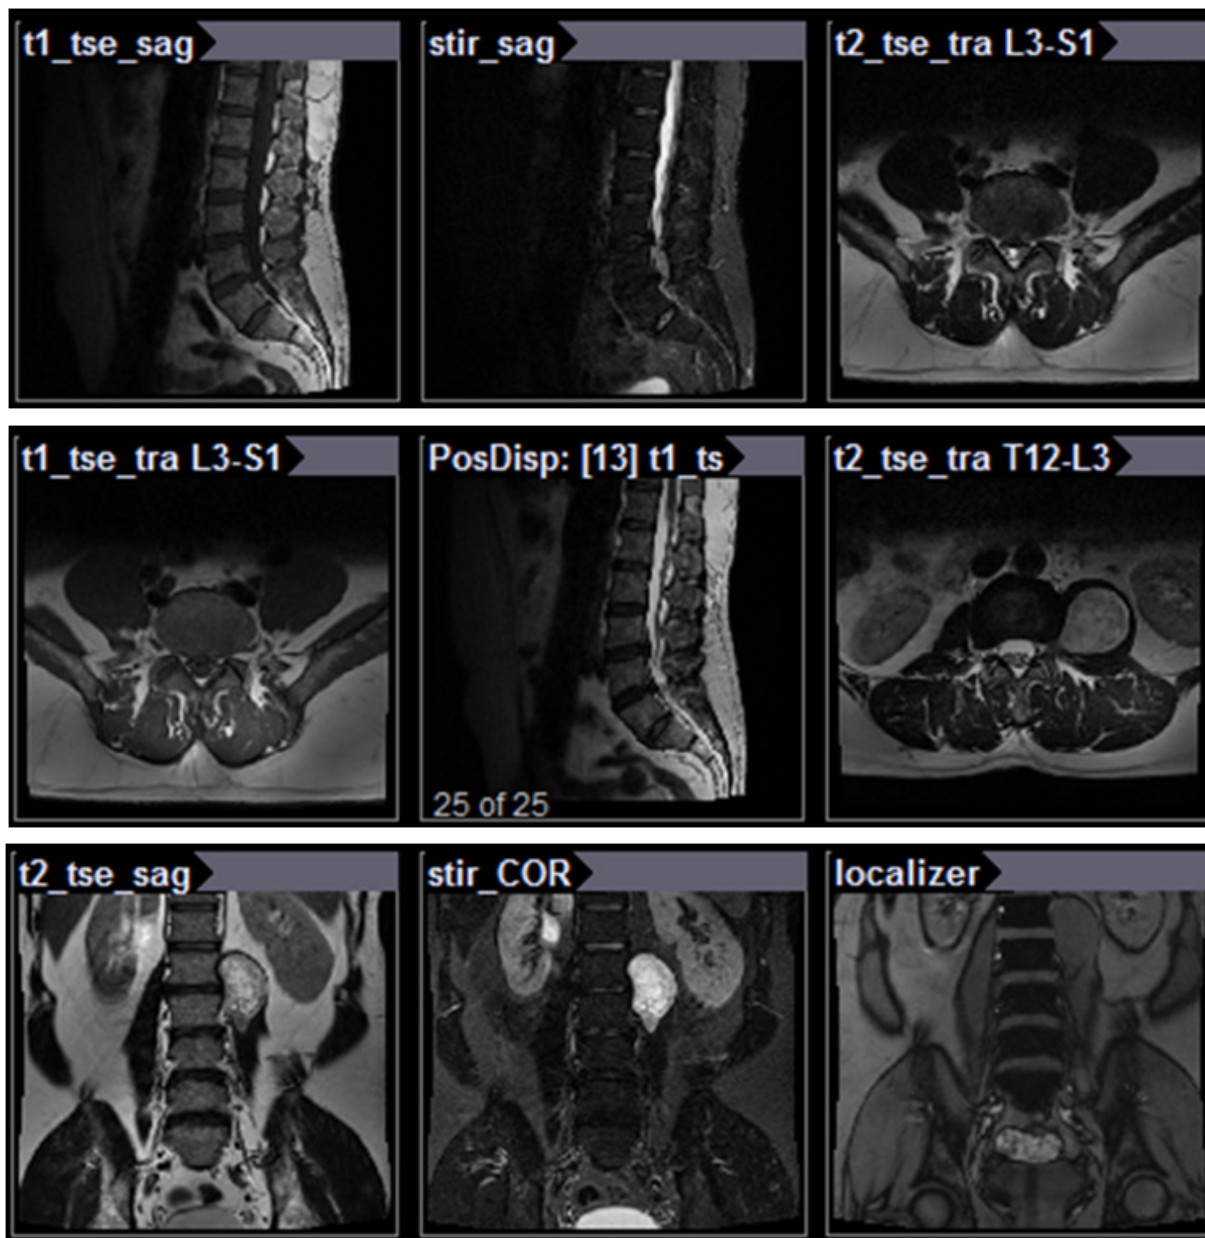 t1_tse_sag
stir_sag
t2_tse_tra L3-S1
t1_tse_tra L3-S1
PosDisp: [13] t1_ts
t2_tse_tra T12-L3
25 of 25
t2_tse_sag
stir_COR
localizer